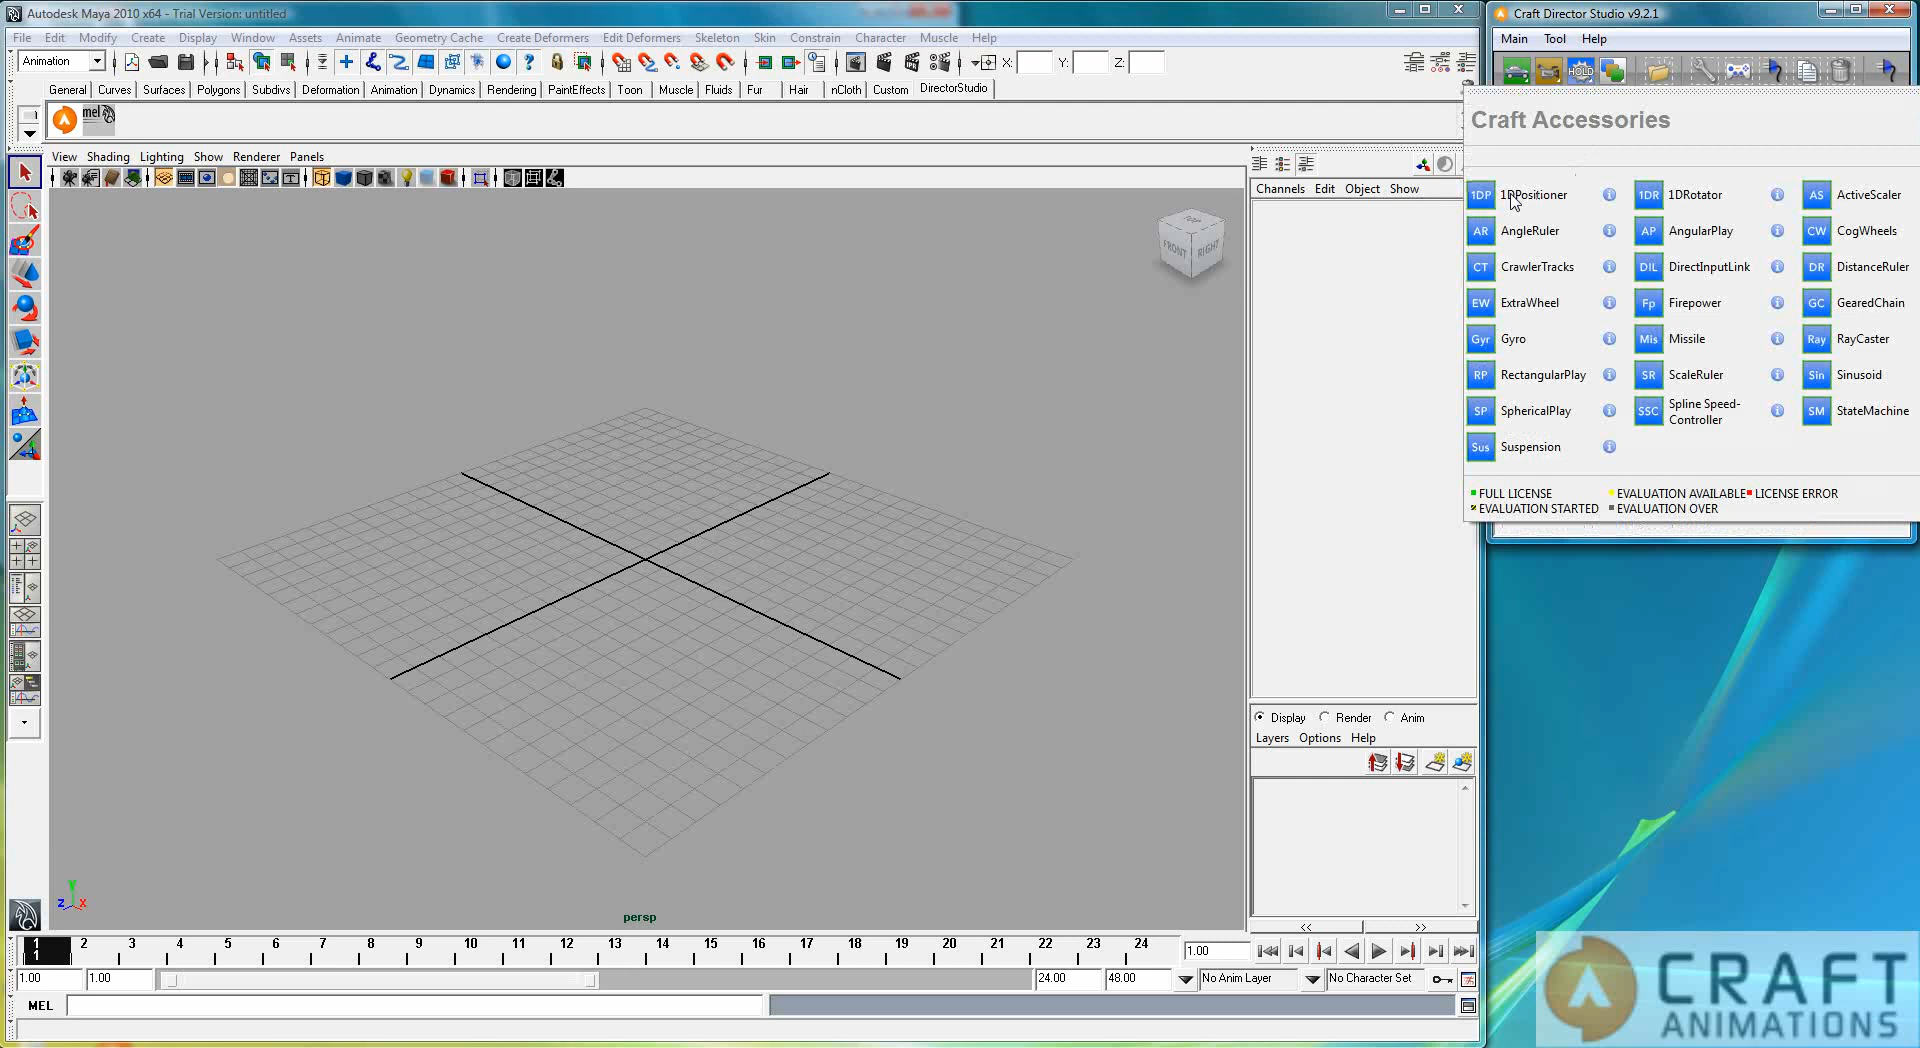 Autodesk Maya 2010 x64 - Trial Version: untitled
File Edit Modify Create Display Window Assets Animate Geometry Cache Create Deformers Edit Deformers Skeleton Skin Constrain Character Muscle Help
Animation X: Y: Z:
General Curves Surfaces Polygons Subdivs Deformation Animation Dynamics Rendering PaintEffects Toon Muscle Fluids Fur Hair nCloth Custom DirectorStudio
mel
View Shading Lighting Show Renderer Panels
TOP
FRONT RIGHT
persp
y
z x
Channels Edit Object Show
Display Render Anim
Layers Options Help
<< >>
1 2 3 4 5 6 7 8 9 10 11 12 13 14 15 16 17 18 19 20 21 22 23 24
1 1.00
1.00 1.00 24.00 48.00 No Anim Layer No Character Set
MEL
Craft Director Studio v9.2.1
Main Tool Help
HOLD
Craft Accessories
1DP 1DPositioner 1DR 1DRotator AS ActiveScaler
AR AngleRuler AP AngularPlay CW CogWheels
CT CrawlerTracks DIL DirectInputLink DR DistanceRuler
EW ExtraWheel Fp Firepower GC GearedChain
Gyr Gyro Mis Missile Ray RayCaster
RP RectangularPlay SR ScaleRuler Sin Sinusoid
SP SphericalPlay SSC Spline Speed-
Controller SM StateMachine
Sus Suspension
FULL LICENSE EVALUATION AVAILABLE LICENSE ERROR
EVALUATION STARTED EVALUATION OVER
CRAFT
ANIMATIONS